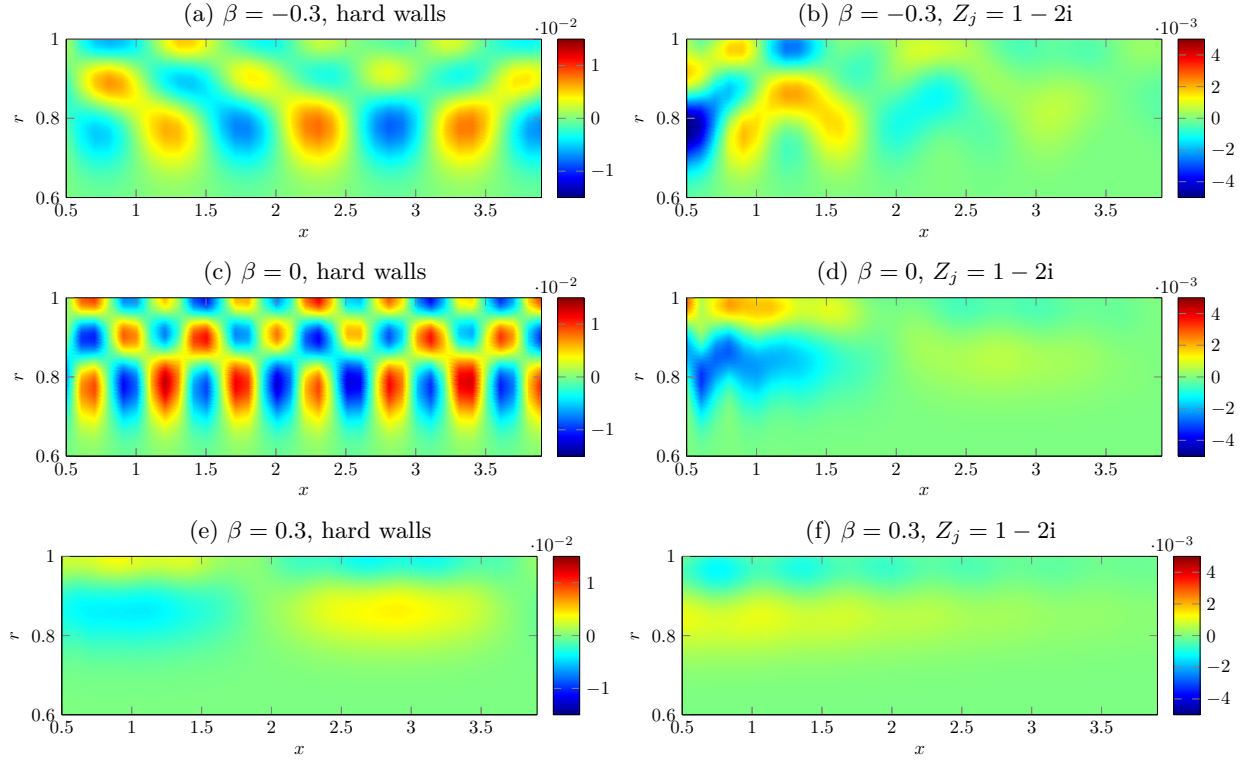 (a) β = −0.3, hard walls
·10⁻²
1
0.8
0.6
r
0.5 1 1.5 2 2.5 3 3.5
x
1
0
−1
(b) β = −0.3, Zⱼ = 1 − 2i
·10⁻³
1
0.8
0.6
r
0.5 1 1.5 2 2.5 3 3.5
x
4
2
0
−2
−4
(c) β = 0, hard walls
·10⁻²
1
0.8
0.6
r
0.5 1 1.5 2 2.5 3 3.5
x
1
0
−1
(d) β = 0, Zⱼ = 1 − 2i
·10⁻³
1
0.8
0.6
r
0.5 1 1.5 2 2.5 3 3.5
x
4
2
0
−2
−4
(e) β = 0.3, hard walls
·10⁻²
1
0.8
0.6
r
0.5 1 1.5 2 2.5 3 3.5
x
1
0
−1
(f) β = 0.3, Zⱼ = 1 − 2i
·10⁻³
1
0.8
0.6
r
0.5 1 1.5 2 2.5 3 3.5
x
4
2
0
−2
−4